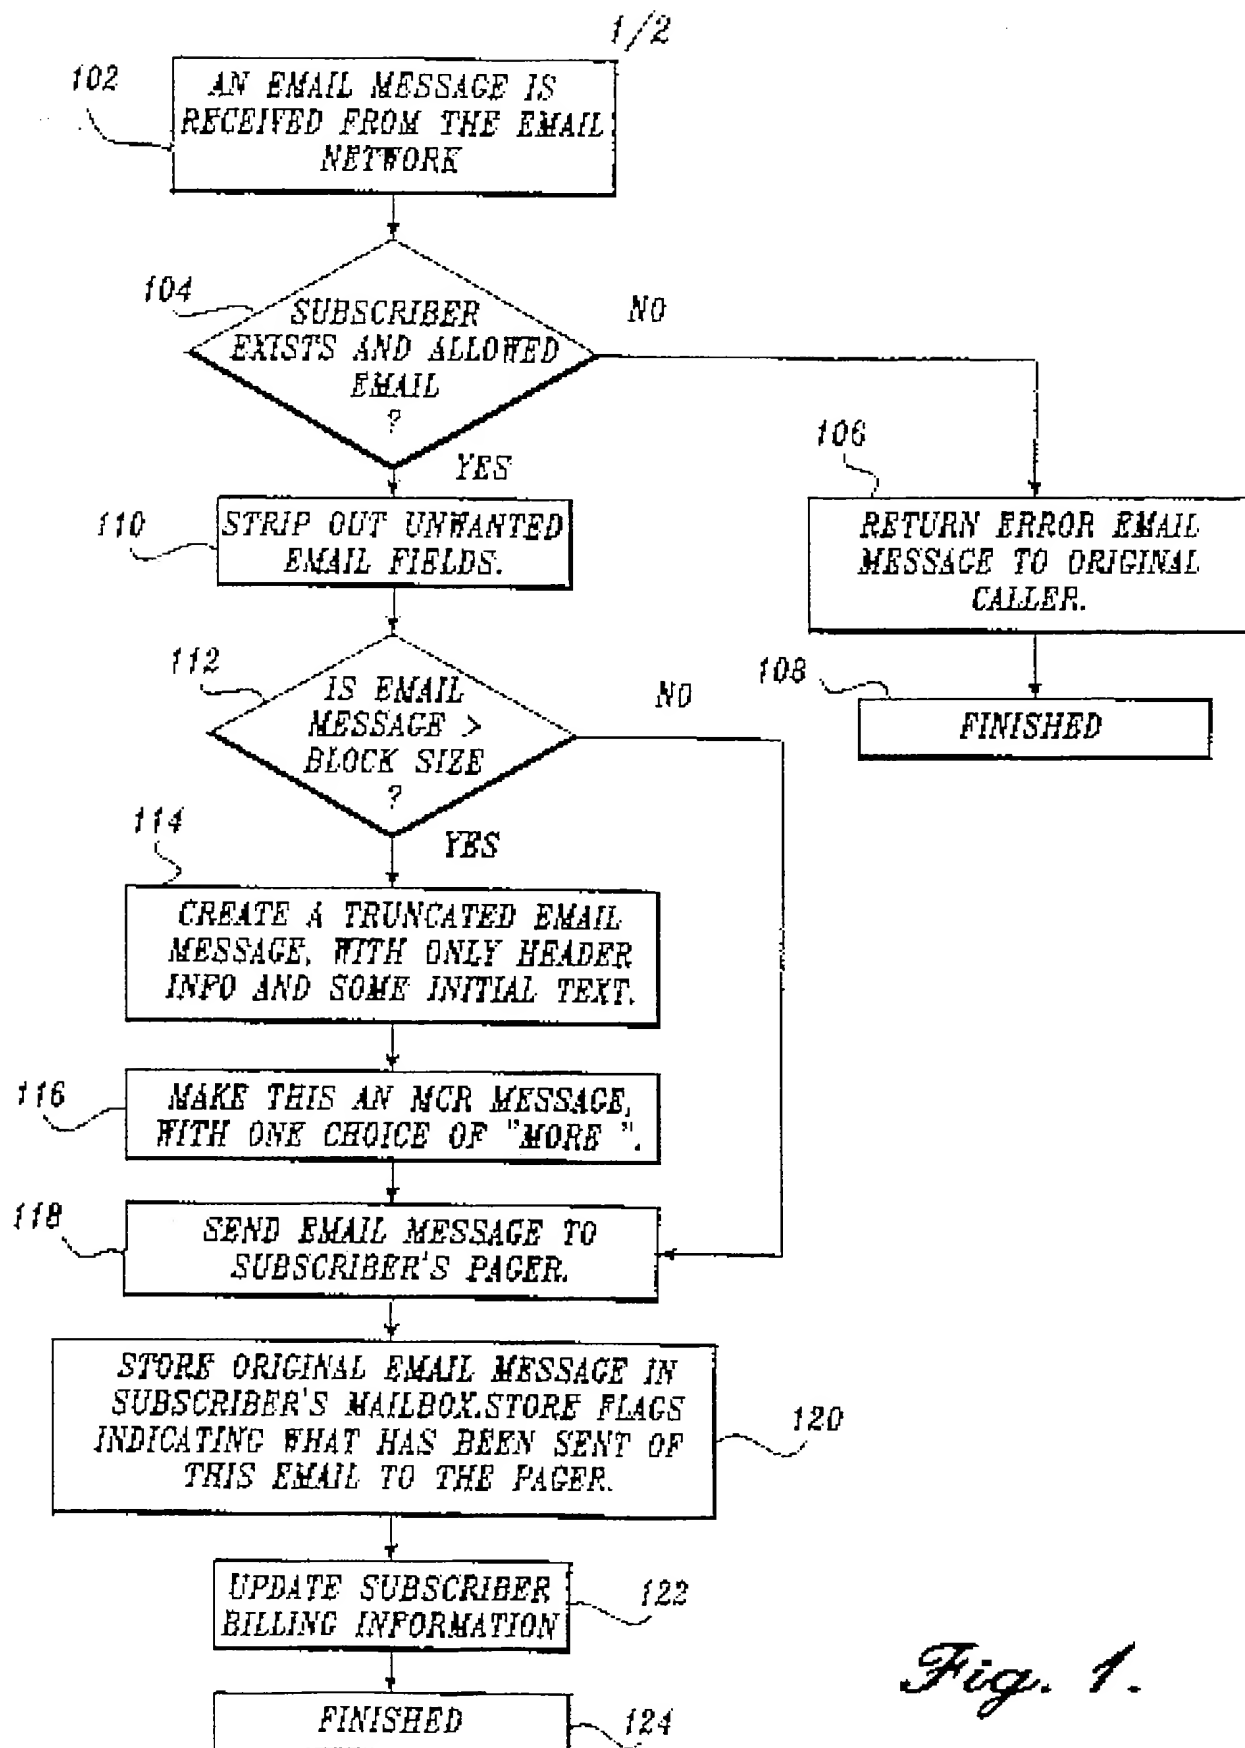 1/2
102
AN EMAIL MESSAGE IS
RECEIVED FROM THE EMAIL
NETWORK
104
SUBSCRIBER
EXISTS AND ALLOWED
EMAIL
?
NO
YES
106
RETURN ERROR EMAIL
MESSAGE TO ORIGINAL
CALLER.
108
FINISHED
110
STRIP OUT UNWANTED
EMAIL FIELDS.
112
IS EMAIL
MESSAGE >
BLOCK SIZE
?
NO
YES
114
CREATE A TRUNCATED EMAIL
MESSAGE, WITH ONLY HEADER
INFO AND SOME INITIAL TEXT.
116
MAKE THIS AN MCR MESSAGE,
WITH ONE CHOICE OF "MORE ".
118
SEND EMAIL MESSAGE TO
SUBSCRIBER'S PAGER.
STORE ORIGINAL EMAIL MESSAGE IN
SUBSCRIBER'S MAILBOX.STORE FLAGS
INDICATING WHAT HAS BEEN SENT OF
THIS EMAIL TO THE PAGER.
120
UPDATE SUBSCRIBER
BILLING INFORMATION
122
FINISHED
124
Fig. 1.